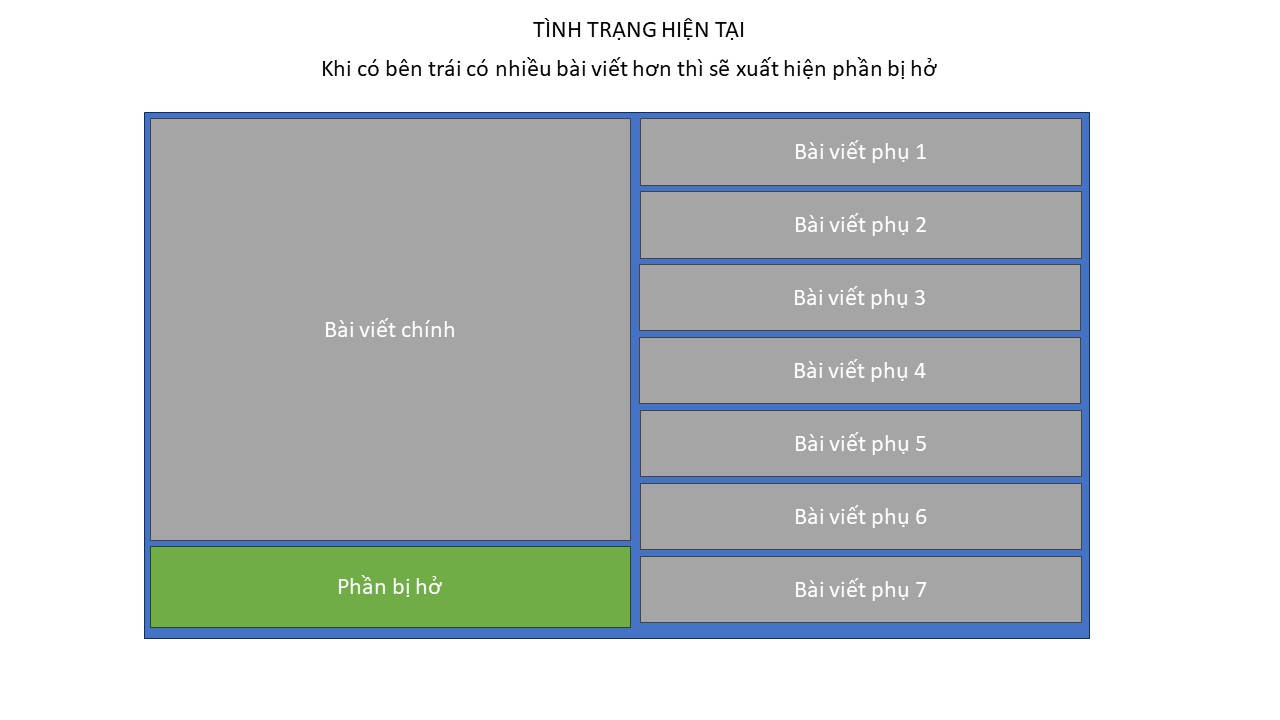 TÌNH TRẠNG HIỆN TẠI
Khi có bên trái có nhiều bài viết hơn thì sẽ xuất hiện phần bị hở
Bài viết chính
Phần bị hở
Bài viết phụ 1
Bài viết phụ 2
Bài viết phụ 3
Bài viết phụ 4
Bài viết phụ 5
Bài viết phụ 6
Bài viết phụ 7